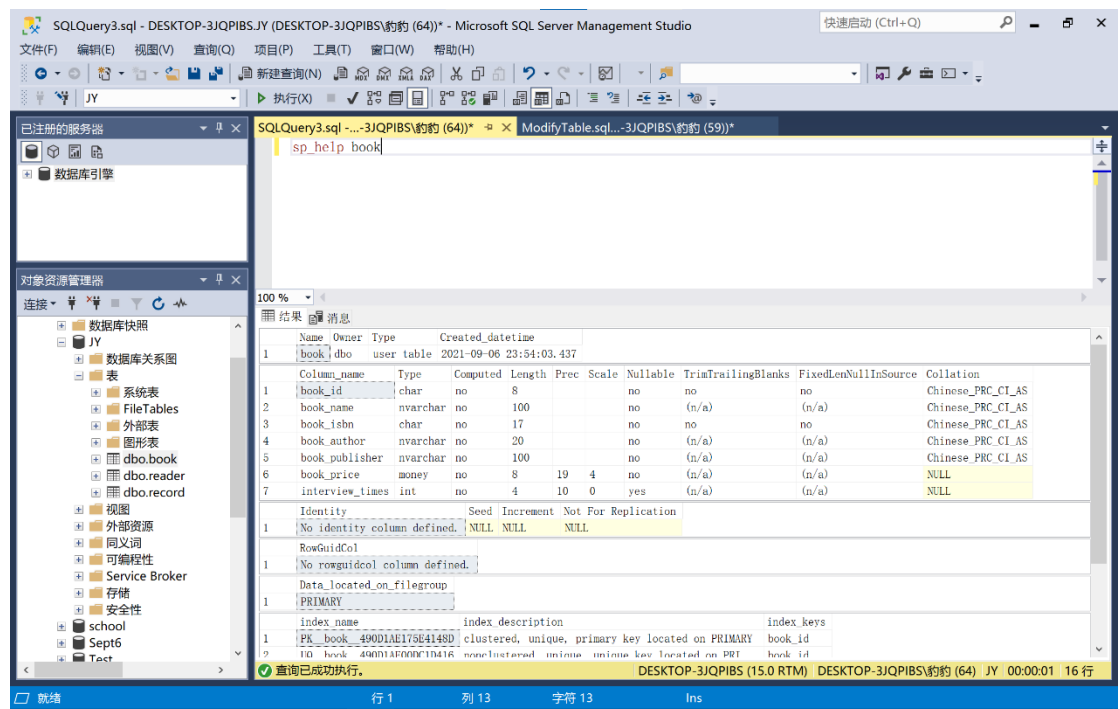 SQLQuery3.sql - DESKTOP-3JQPIBS.JY (DESKTOP-3JQPIBS\豹豹 (64))* - Microsoft SQL Server Management Studio
快速启动 (Ctrl+Q)
文件(F) 编辑(E) 视图(V) 查询(Q) 项目(P) 工具(T) 窗口(W) 帮助(H)
新建查询(N)
JY 执行(X)
已注册的服务器
SQLQuery3.sql -...-3JQPIBS\豹豹 (64))* ModifyTable.sql...-3JQPIBS\豹豹 (59))*
sp_help book
数据库引擎
对象资源管理器
连接
数据库快照
JY
数据库关系图
表
系统表
FileTables
外部表
图形表
dbo.book
dbo.reader
dbo.record
视图
外部资源
同义词
可编程性
Service Broker
存储
安全性
school
Sept6
Test
100 %
结果 消息
Name Owner Type Created_datetime
1 book dbo user table 2021-09-06 23:54:03.437
Column_name Type Computed Length Prec Scale Nullable TrimTrailingBlanks FixedLenNullInSource Collation
1 book_id char no 8 no no no Chinese_PRC_CI_AS
2 book_name nvarchar no 100 no (n/a) (n/a) Chinese_PRC_CI_AS
3 book_isbn char no 17 no no no Chinese_PRC_CI_AS
4 book_author nvarchar no 20 no (n/a) (n/a) Chinese_PRC_CI_AS
5 book_publisher nvarchar no 100 no (n/a) (n/a) Chinese_PRC_CI_AS
6 book_price money no 8 19 4 no (n/a) (n/a) NULL
7 interview_times int no 4 10 0 yes (n/a) (n/a) NULL
Identity Seed Increment Not For Replication
1 No identity column defined. NULL NULL NULL
RowGuidCol
1 No rowguidcol column defined.
Data_located_on_filegroup
1 PRIMARY
index_name index_description index_keys
1 PK__book__490D1AE175E4148D clustered, unique, primary key located on PRIMARY book_id
2 UQ__book__490D1AE00DC1D416 nonclustered, unique, unique key located on PRI... book_id
查询已成功执行。 DESKTOP-3JQPIBS (15.0 RTM) DESKTOP-3JQPIBS\豹豹 (64) JY 00:00:01 16 行
就绪 行 1 列 13 字符 13 Ins